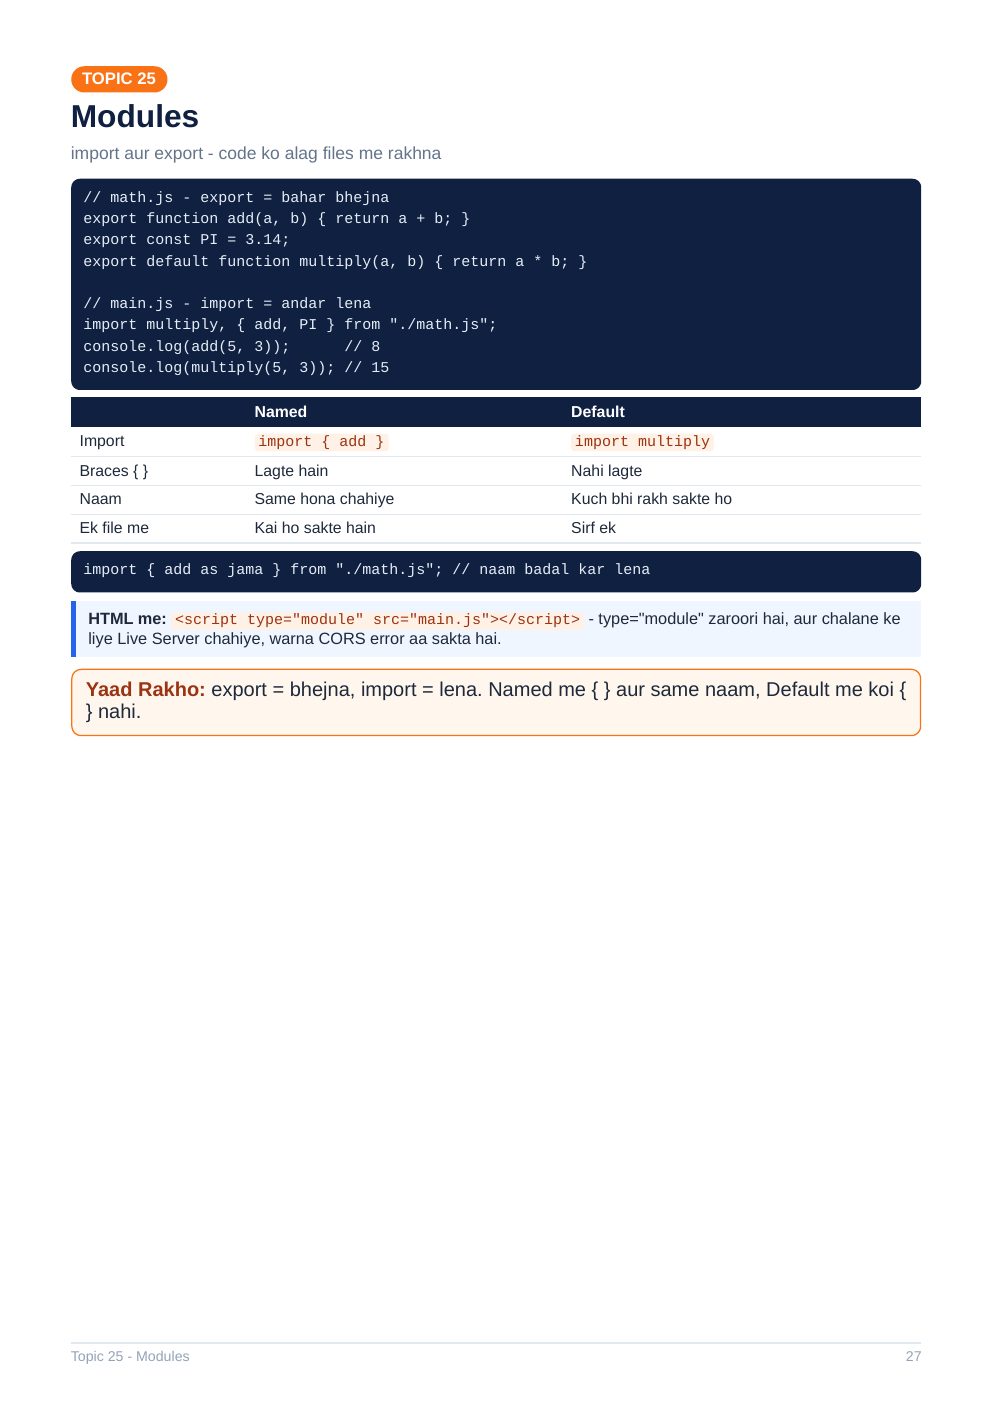 TOPIC 25
Modules
import aur export - code ko alag files me rakhna
// math.js - export = bahar bhejna
export function add(a, b) { return a + b; }
export const PI = 3.14;
export default function multiply(a, b) { return a * b; }
// main.js - import = andar lena
import multiply, { add, PI } from "./math.js";
console.log(add(5, 3));      // 8
console.log(multiply(5, 3)); // 15
Named Default
Import import { add } import multiply
Braces { } Lagte hain Nahi lagte
Naam Same hona chahiye Kuch bhi rakh sakte ho
Ek file me Kai ho sakte hain Sirf ek
import { add as jama } from "./math.js"; // naam badal kar lena
HTML me: <script type="module" src="main.js"></script> - type="module" zaroori hai, aur chalane ke
liye Live Server chahiye, warna CORS error aa sakta hai.
Yaad Rakho: export = bhejna, import = lena. Named me { } aur same naam, Default me koi {
} nahi.
Topic 25 - Modules 27